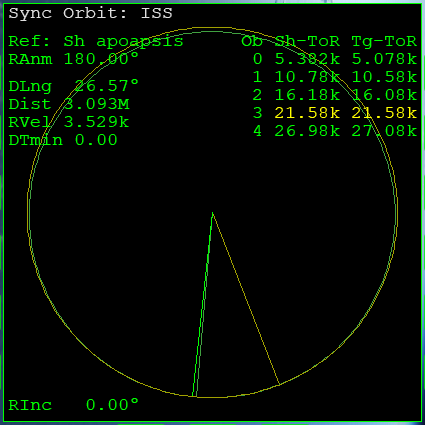 Sync Orbit: ISS
Ref: Sh apoapsis Ob Sh-ToR Tg-ToR
RAnm 180.00° 0 5.382k 5.078k
1 10.78k 10.58k
DLng 26.57° 2 16.18k 16.08k
Dist 3.093M 3 21.58k 21.58k
RVel 3.529k 4 26.98k 27.08k
DTmin 0.00
RInc 0.00°